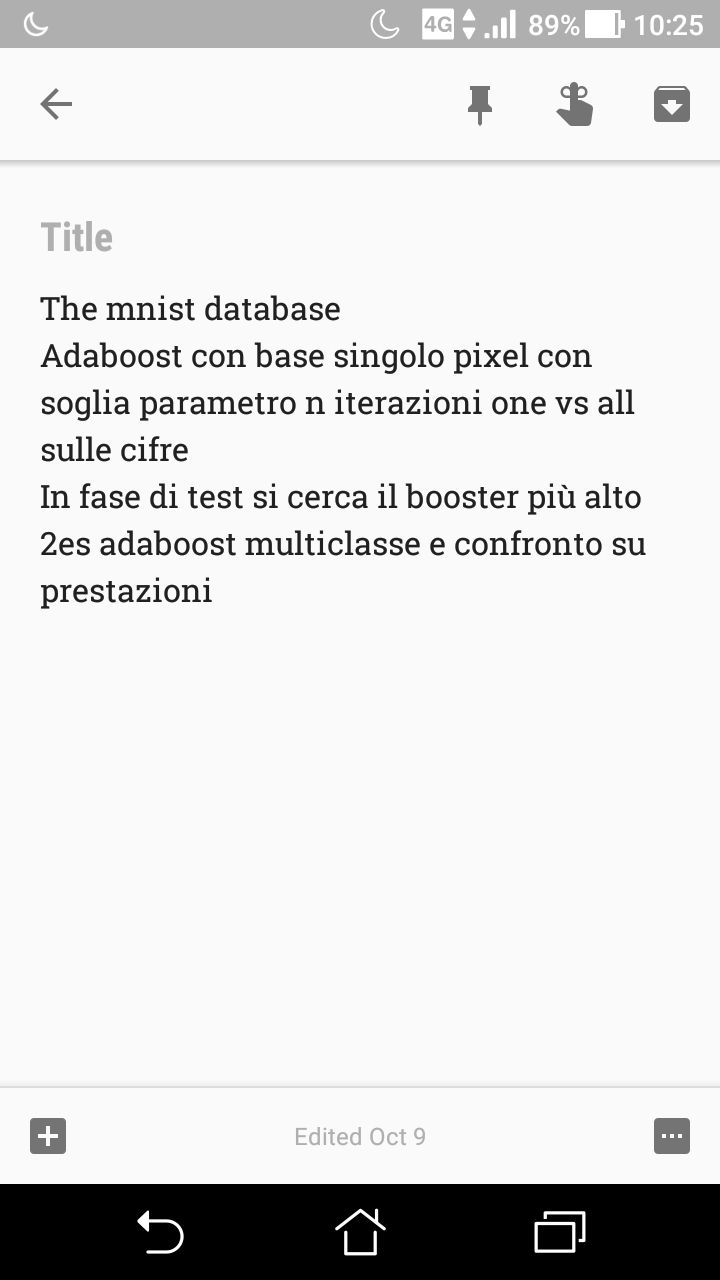 4G 89% 10:25
Title
The mnist database
Adaboost con base singolo pixel con
soglia parametro n iterazioni one vs all
sulle cifre
In fase di test si cerca il booster più alto
2es adaboost multiclasse e confronto su
prestazioni
Edited Oct 9